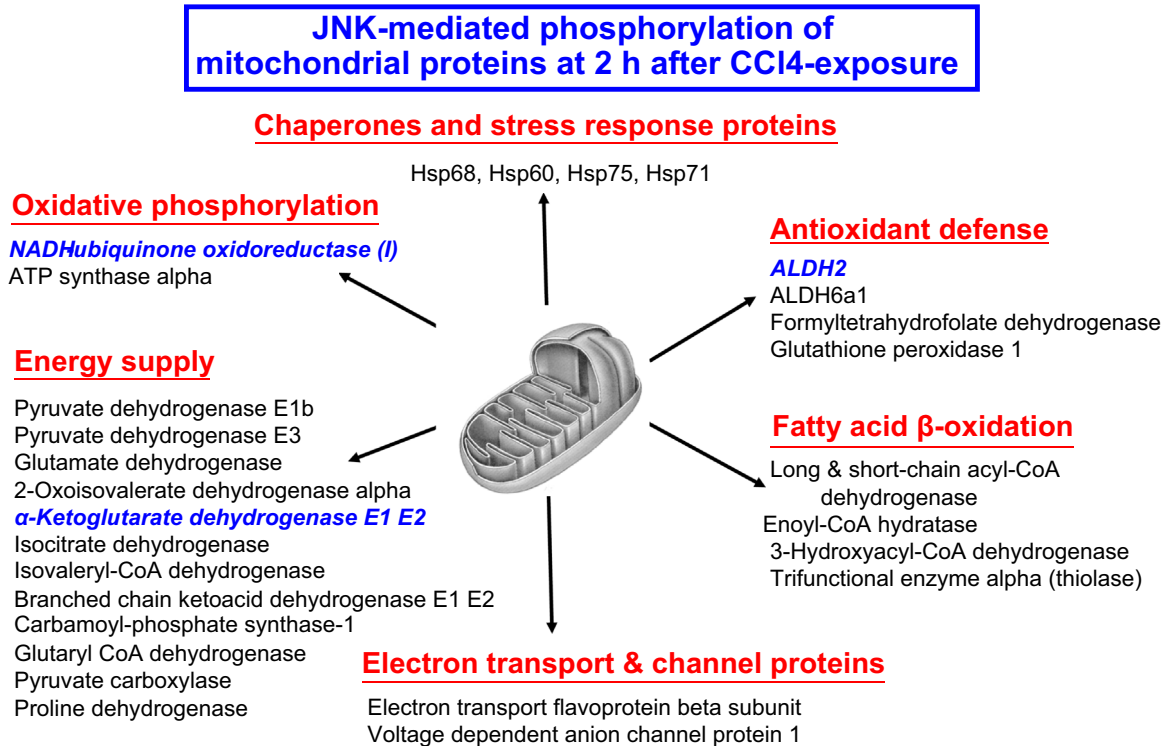 JNK-mediated phosphorylation of
mitochondrial proteins at 2 h after CCl4-exposure
Chaperones and stress response proteins
Hsp68, Hsp60, Hsp75, Hsp71
Oxidative phosphorylation
NADHubiquinone oxidoreductase (I)
ATP synthase alpha
Antioxidant defense
ALDH2
ALDH6a1
Formyltetrahydrofolate dehydrogenase
Glutathione peroxidase 1
Energy supply
Pyruvate dehydrogenase E1b
Pyruvate dehydrogenase E3
Glutamate dehydrogenase
2-Oxoisovalerate dehydrogenase alpha
α-Ketoglutarate dehydrogenase E1 E2
Isocitrate dehydrogenase
Isovaleryl-CoA dehydrogenase
Branched chain ketoacid dehydrogenase E1 E2
Carbamoyl-phosphate synthase-1
Glutaryl CoA dehydrogenase
Pyruvate carboxylase
Proline dehydrogenase
Fatty acid β-oxidation
Long & short-chain acyl-CoA
dehydrogenase
Enoyl-CoA hydratase
3-Hydroxyacyl-CoA dehydrogenase
Trifunctional enzyme alpha (thiolase)
Electron transport & channel proteins
Electron transport flavoprotein beta subunit
Voltage dependent anion channel protein 1